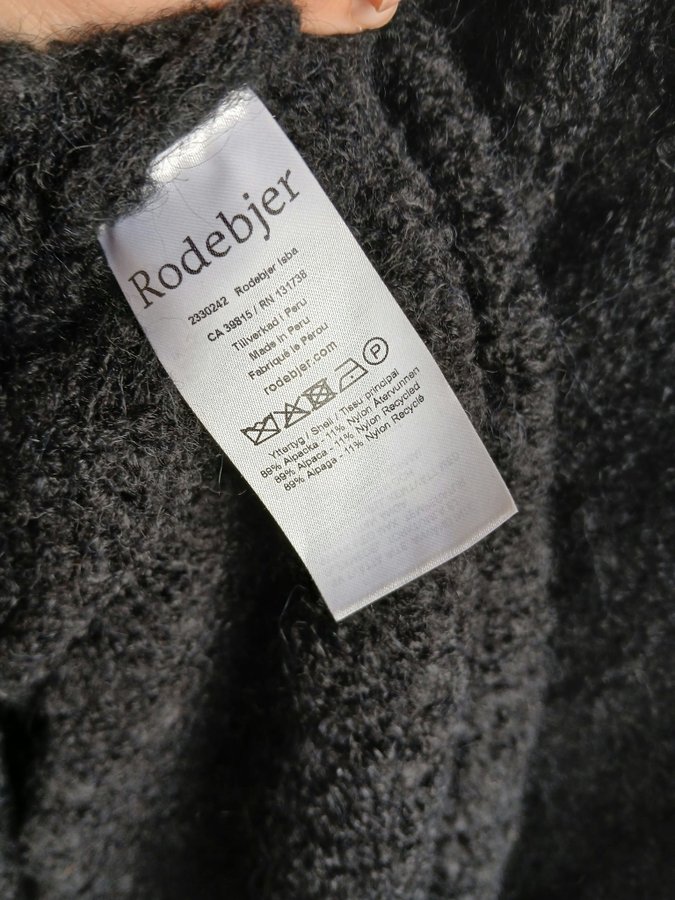 Rodebjer
2330242 Rodebjer Isba
CA 39815 / RN 131738
Tillverkad i Peru
Made in Peru
Fabriqué le Pérou
rodebjer.com
P
Yttertyg / Shell / Tissu principal
89% Alpacka - 11% Nylon Återvunnen
89% Alpaca - 11% Nylon Recycled
89% Alpaga - 11% Nylon Recyclé